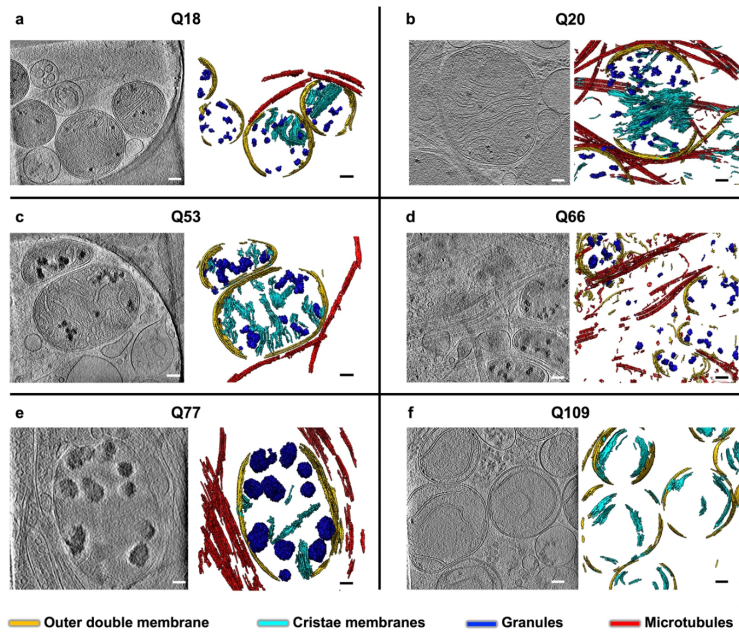 a Q18
b Q20
c Q53
d Q66
e Q77
f Q109
Outer double membrane Cristae membranes Granules Microtubules